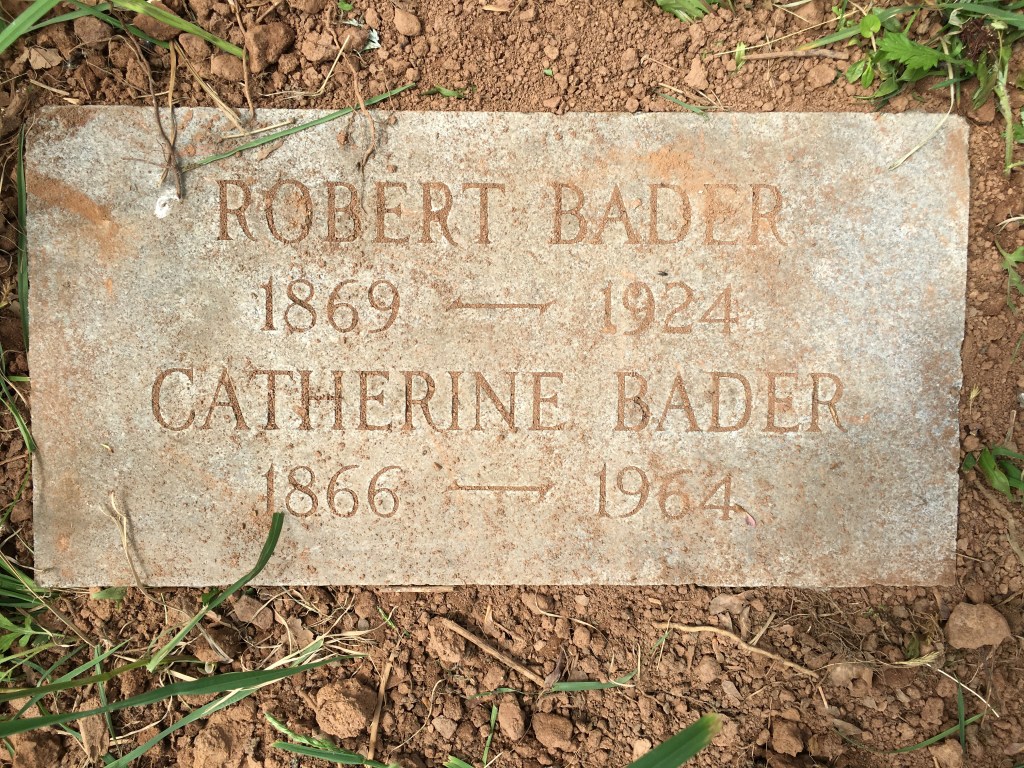 ROBERT BADER
1869 — 1924
CATHERINE BADER
1866 — 1964